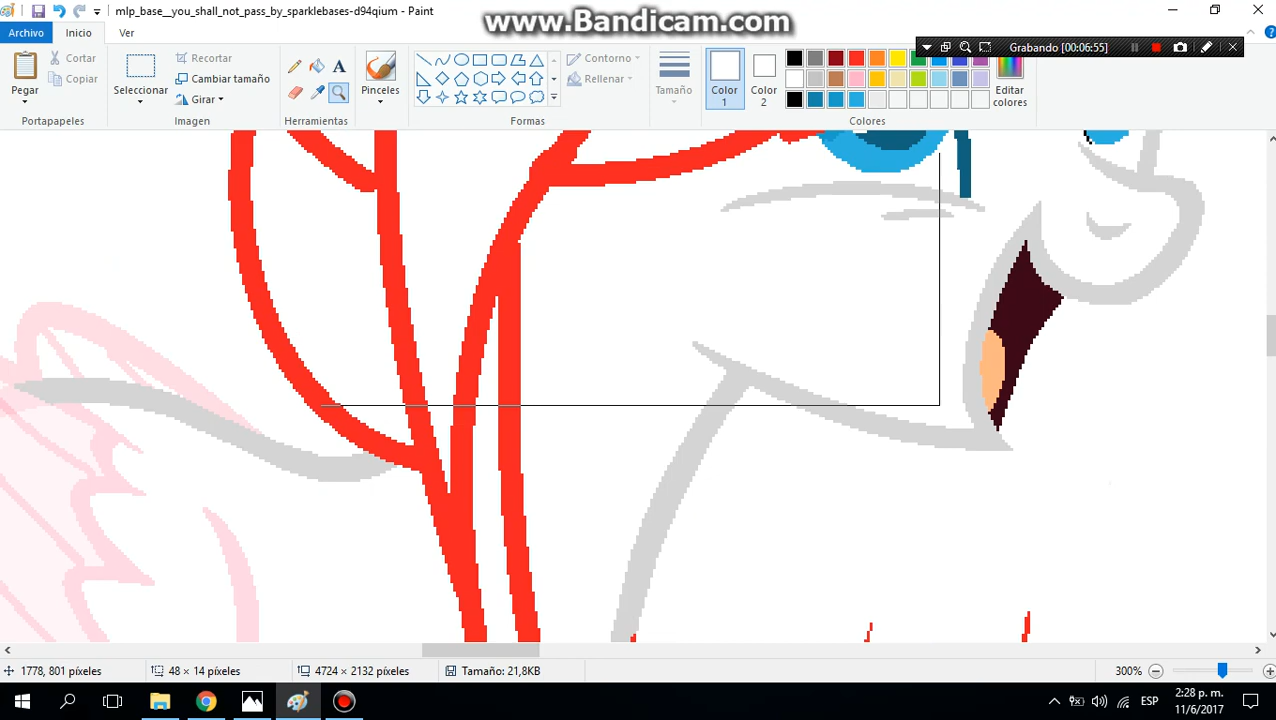 mlp_base__you_shall_not_pass_by_sparklebases-d94qium - Paint
www.Bandicam.com
Archivo Inicio Ver
Grabando [00:06:55]
Pegar
Cortar
Copiar
Portapapeles
Seleccionar
Recortar
Cambiar tamaño
Girar
Imagen
A
Herramientas
Pinceles
Contorno
Rellenar
Formas
Tamaño
Color 1
Color 2
Editar colores
Colores
1778, 801 píxeles
48 × 14 píxeles
4724 × 2132 píxeles
Tamaño: 21,8KB
300%
ESP
2:28 p. m.
11/6/2017